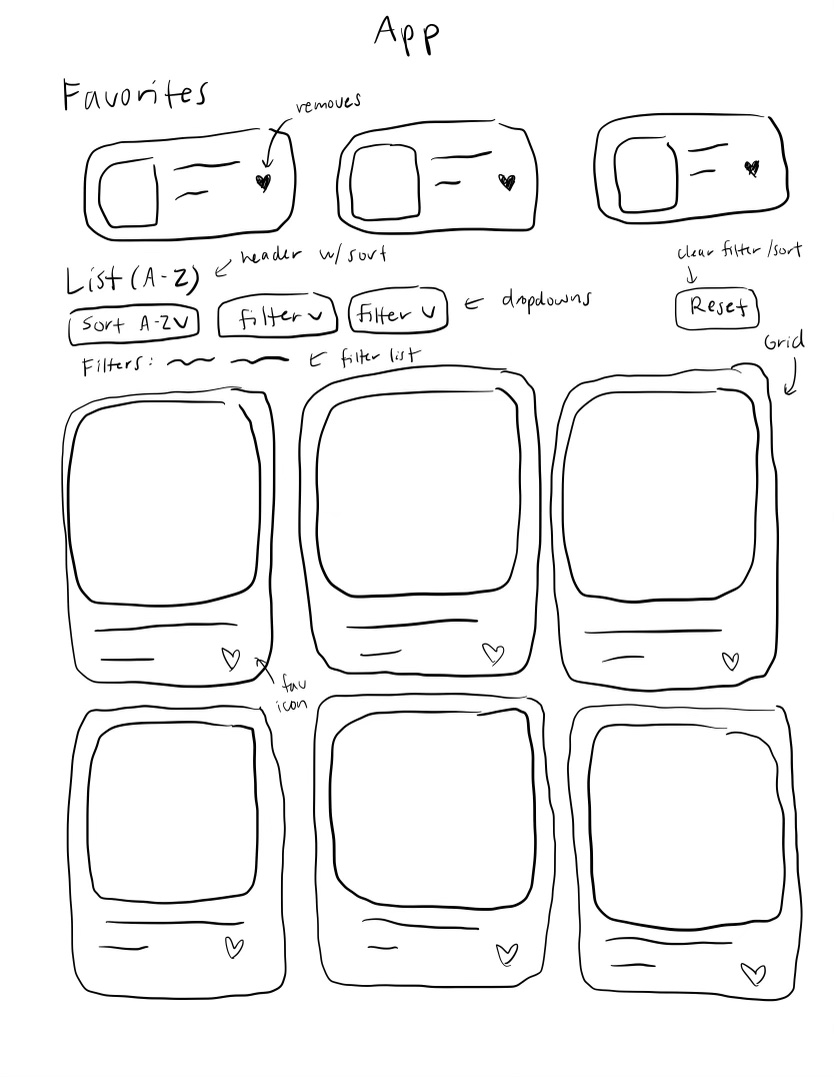 App
Favorites
removes
header w/ sort
clear filter/sort
List (A-Z)
Sort A-Z
filter
filter
dropdowns
Reset
Filters:
filter list
Grid
fav
icon